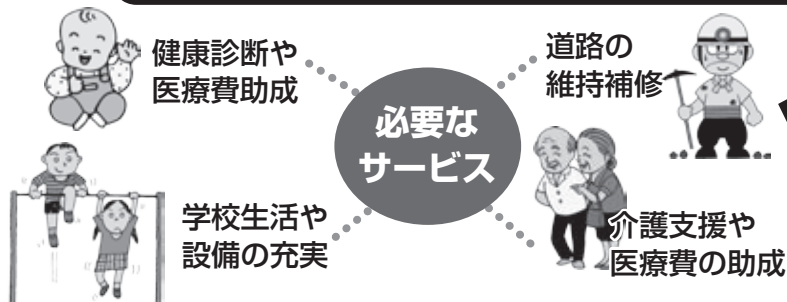 健康診断や
医療費助成
道路の
維持補修
必要な
サービス
学校生活や
設備の充実
介護支援や
医療費の助成